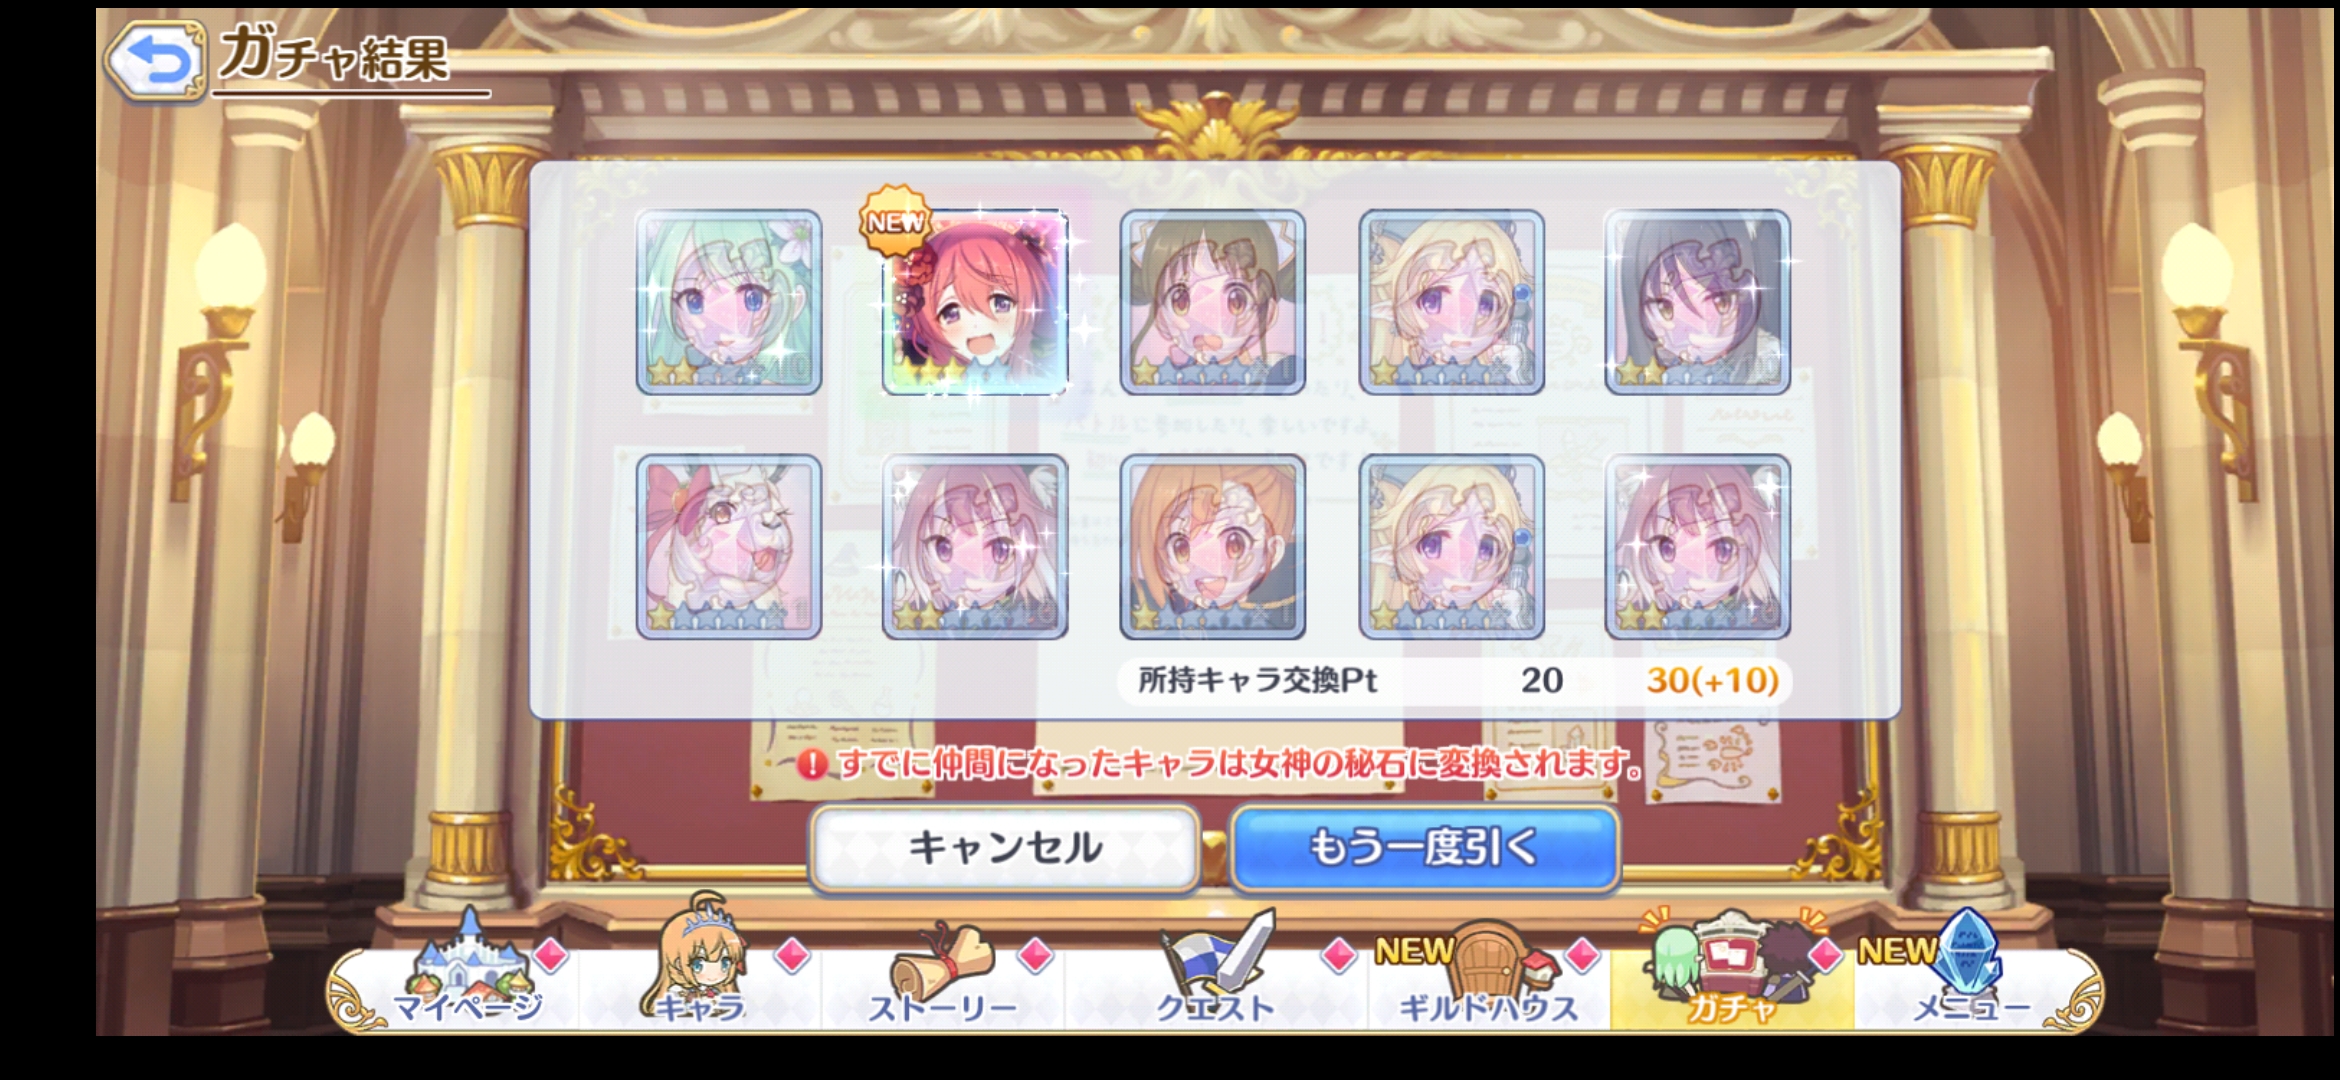 ガチャ結果
NEW
所持キャラ交換Pt 20 30(+10)
すでに仲間になったキャラは女神の秘石に変換されます。
キャンセル
もう一度引く
マイページ
キャラ
ストーリー
クエスト
NEW
ギルドハウス
ガチャ
NEW
メニュー